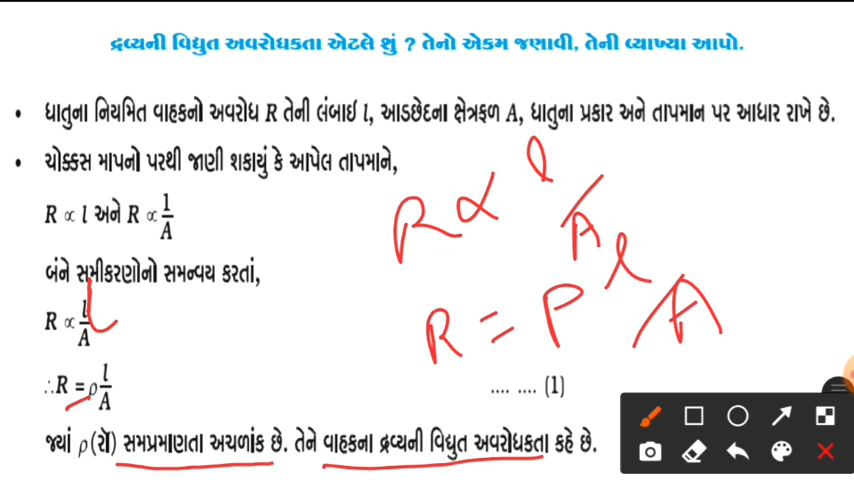 દ્રવ્યની વિદ્યુત અવરોધકતા એટલે શું ? તેનો એકમ જણાવી, તેની વ્યાખ્યા આપો.
• ધાતુના નિયમિત વાહકનો અવરોધ R તેની લંબાઇ l, આડછેદના ક્ષેત્રફળ A, ધાતુના પ્રકાર અને તાપમાન પર આધાર રાખે છે.
• ચોક્કસ માપનો પરથી જાણી શકાયું કે આપેલ તાપમાને,
R ∝ l અને R ∝ 1/A
R ∝ l/A
બંને સમીકરણોનો સમન્વય કરતાં,
R ∝ l/A
R = ρ l/A
∴R = ρ l/A .... .... (1)
જ્યાં ρ(રૉ) સમપ્રમાણતા અચળાંક છે. તેને વાહકના દ્રવ્યની વિદ્યુત અવરોધકતા કહે છે.